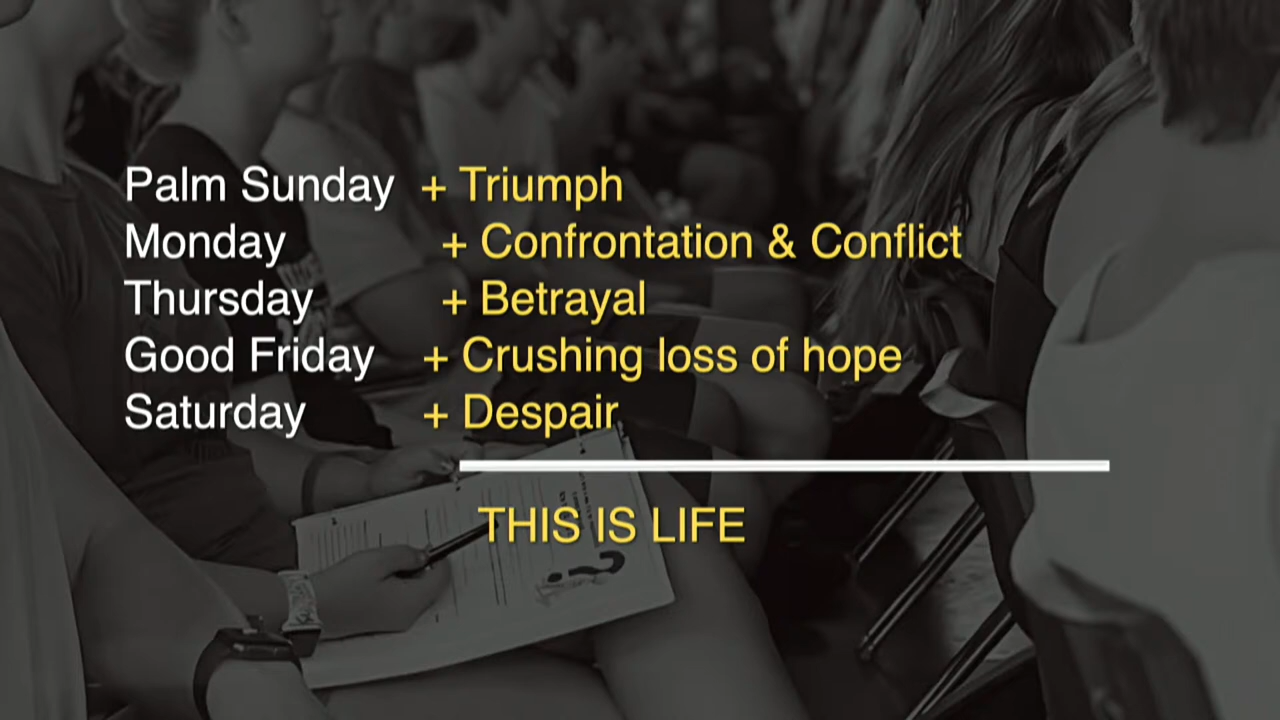 Palm Sunday + Triumph
Monday + Confrontation & Conflict
Thursday + Betrayal
Good Friday + Crushing loss of hope
Saturday + Despair
THIS IS LIFE
?